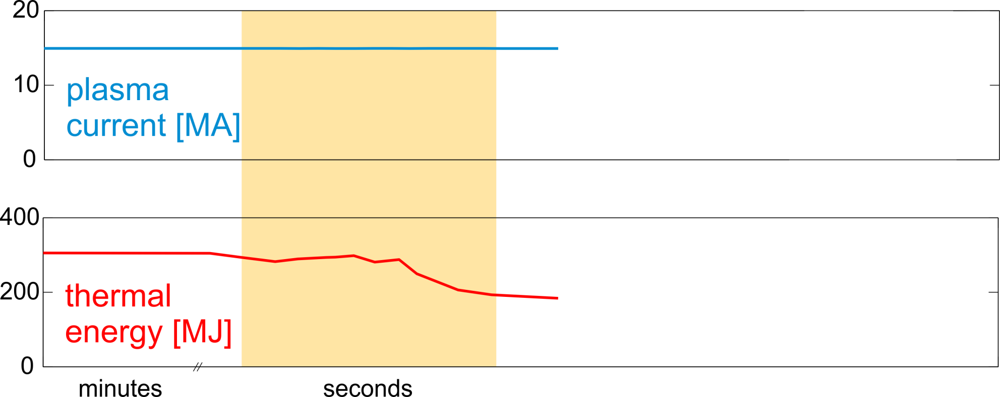 20
10
0
plasma
current [MA]
400
200
0
thermal
energy [MJ]
minutes
seconds